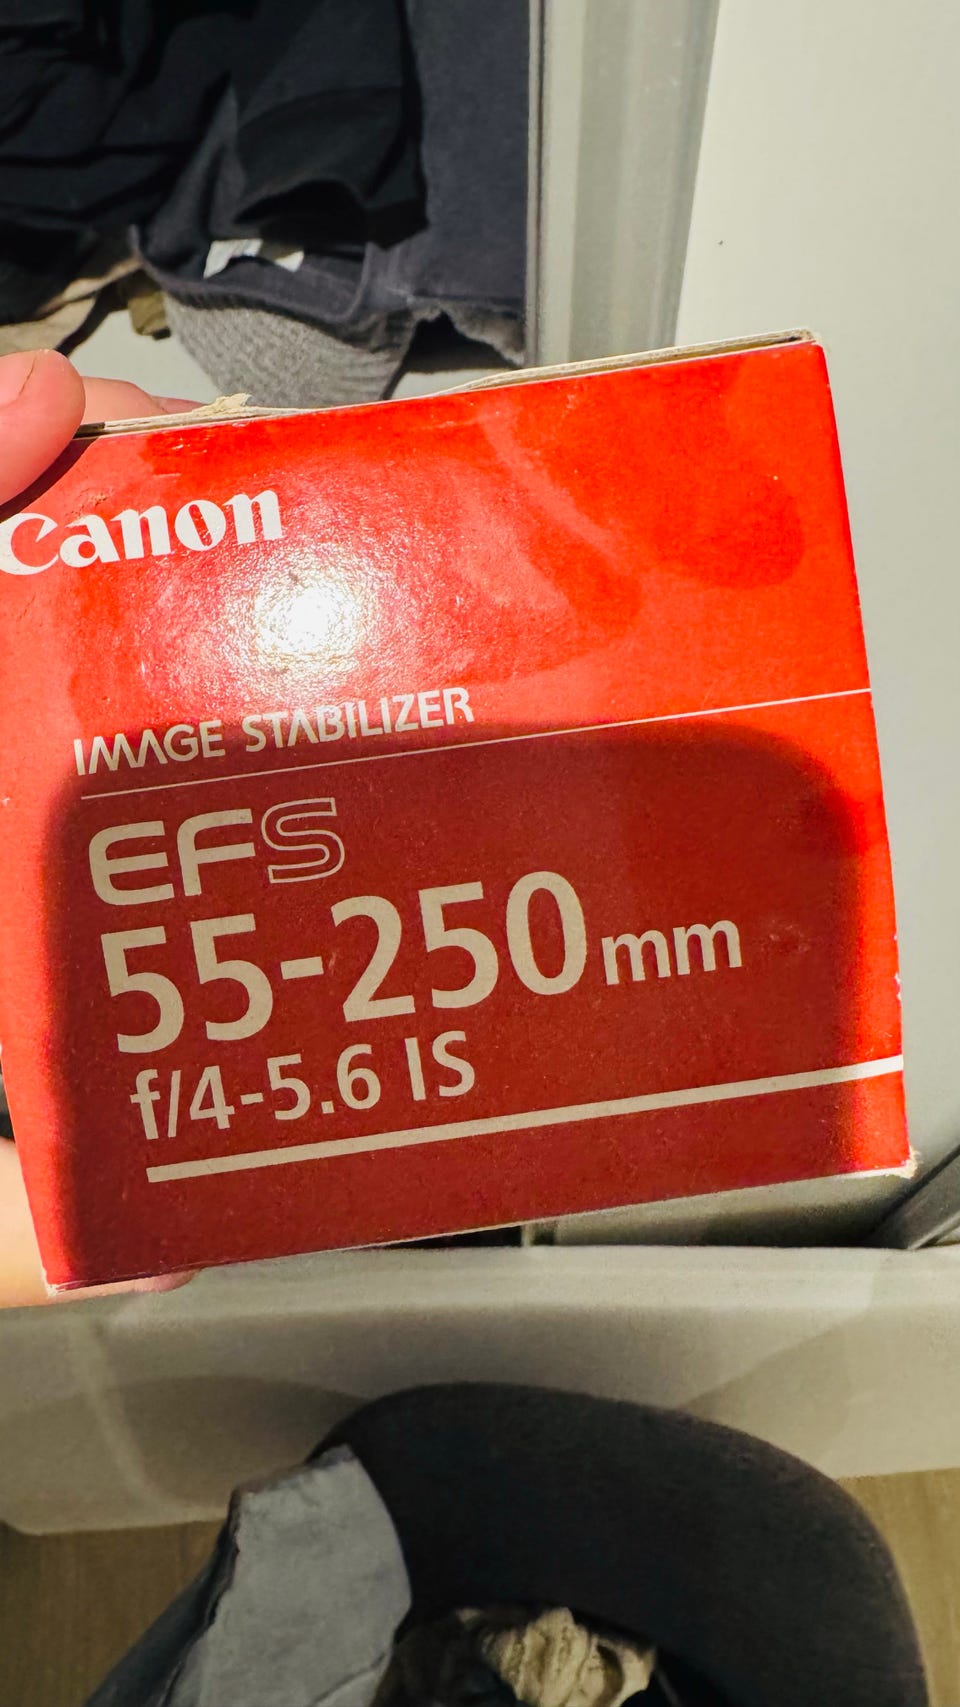 Canon
IMAGE STABILIZER
EFS
55-250mm
f/4-5.6 IS